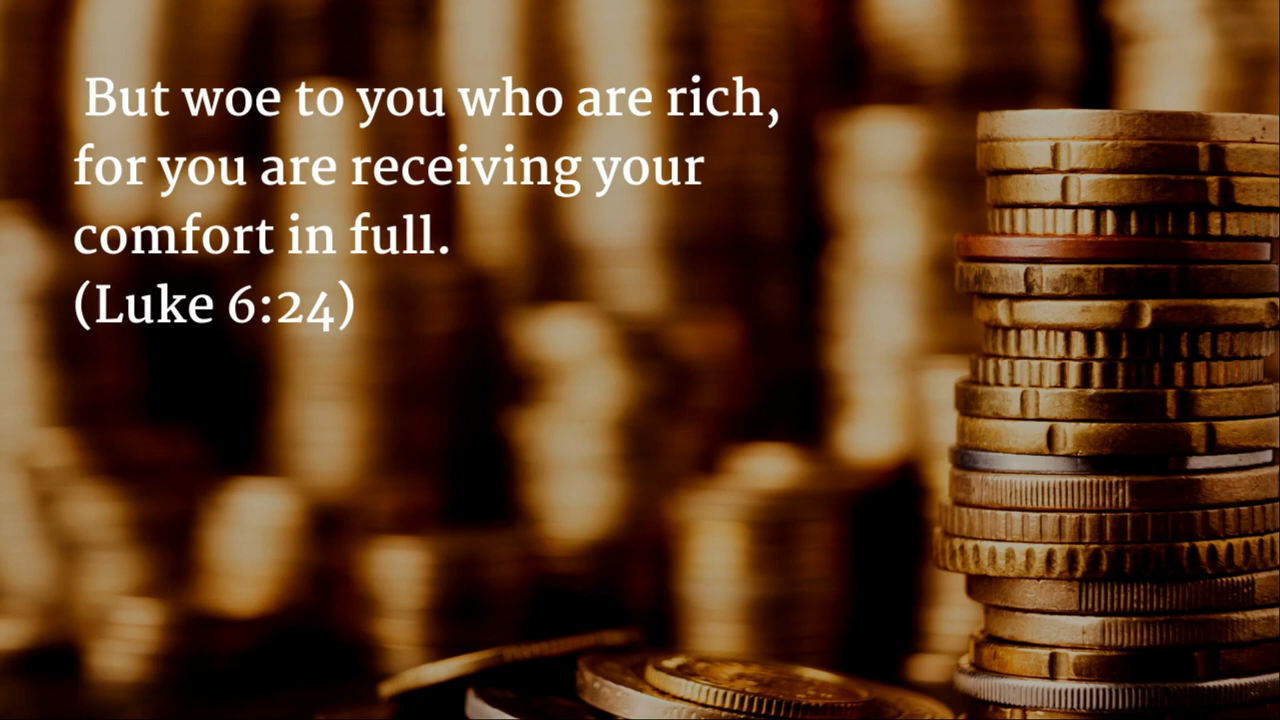 But woe to you who are rich,
for you are receiving your
comfort in full.
(Luke 6:24)